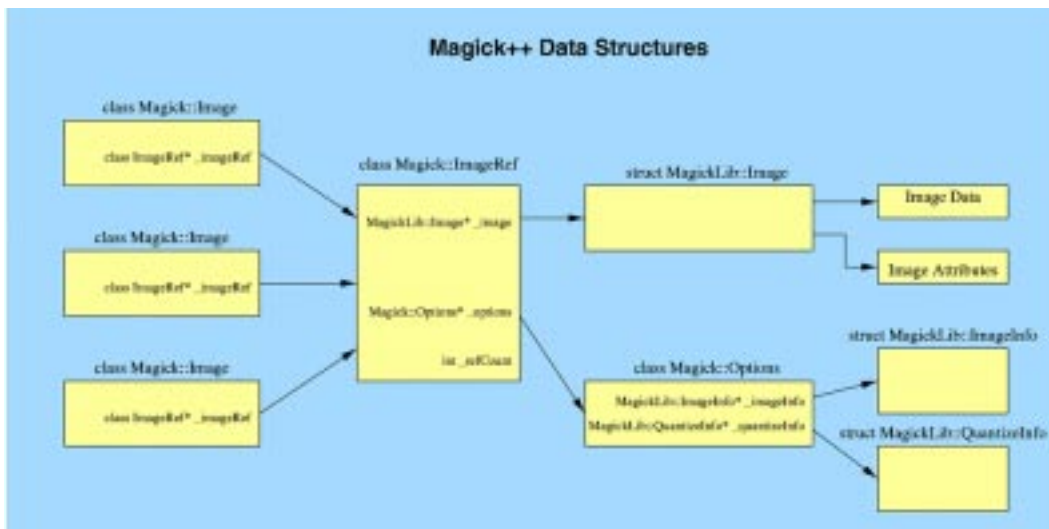 Magick++ Data Structures
class Magick::Image
class ImageRef* _imageRef
class Magick::Image
class ImageRef* _imageRef
class Magick::Image
class ImageRef* _imageRef
class Magick::ImageRef
MagickLib::Image* _image
Magick::Options* _options
int _refCount
struct MagickLib::Image
Image Data
Image Attributes
class Magick::Options
MagickLib::ImageInfo* _imageInfo
MagickLib::QuantizeInfo* _quantizeInfo
struct MagickLib::ImageInfo
struct MagickLib::QuantizeInfo